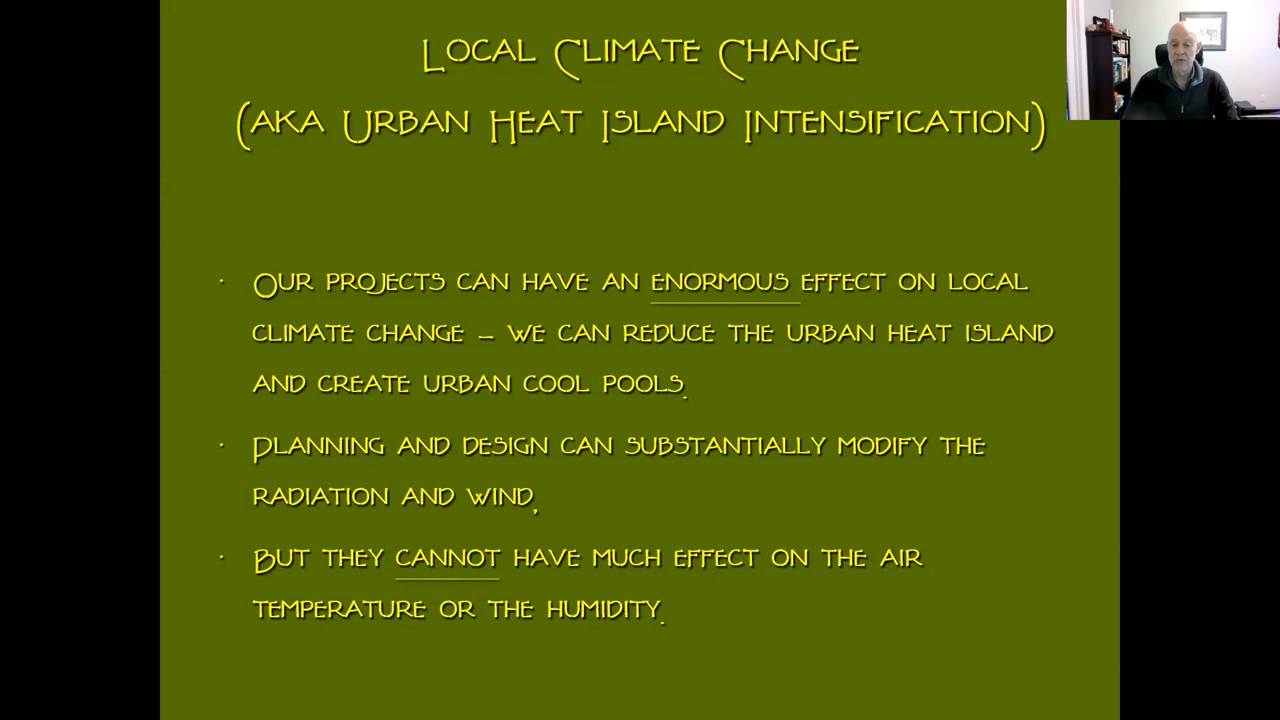 Local Climate Change
(aka Urban Heat Island Intensification)
· Our projects can have an enormous effect on local
climate change – we can reduce the urban heat island
and create urban cool pools.
· Planning and design can substantially modify the
radiation and wind,
· But they cannot have much effect on the air
temperature or the humidity.